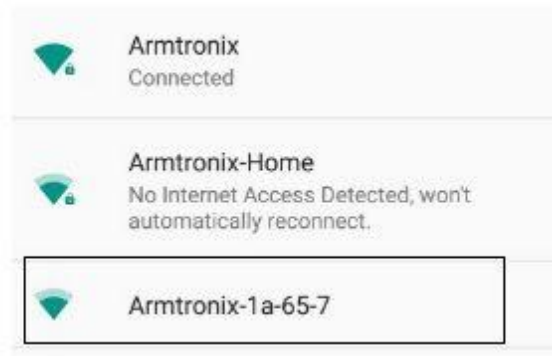 Armtronix
Connected
Armtronix-Home
No Internet Access Detected, won't
automatically reconnect.
Armtronix-1a-65-7